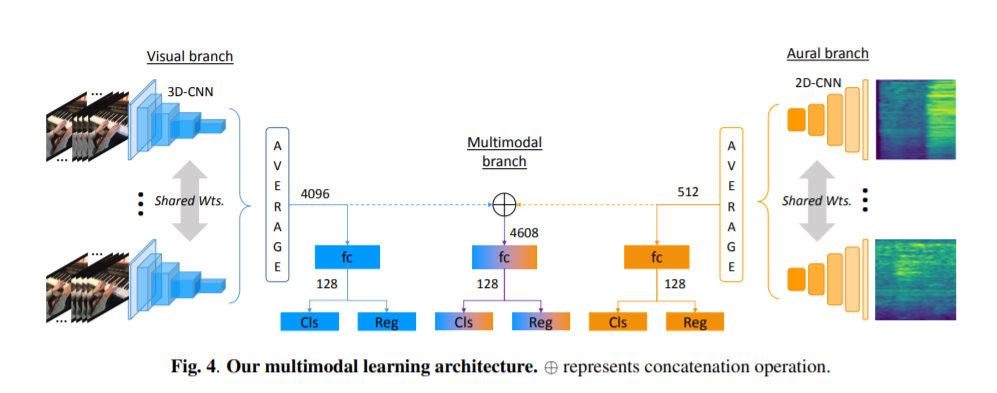 Visual branch
Aural branch
3D-CNN
2D-CNN
...
...
Multimodal
branch
AVERAGE
AVERAGE
4096
512
Shared Wts.
Shared Wts.
4608
fc
fc
fc
...
...
128
128
128
Cls
Reg
Cls
Reg
Cls
Reg
Fig. 4. Our multimodal learning architecture. ⊕ represents concatenation operation.